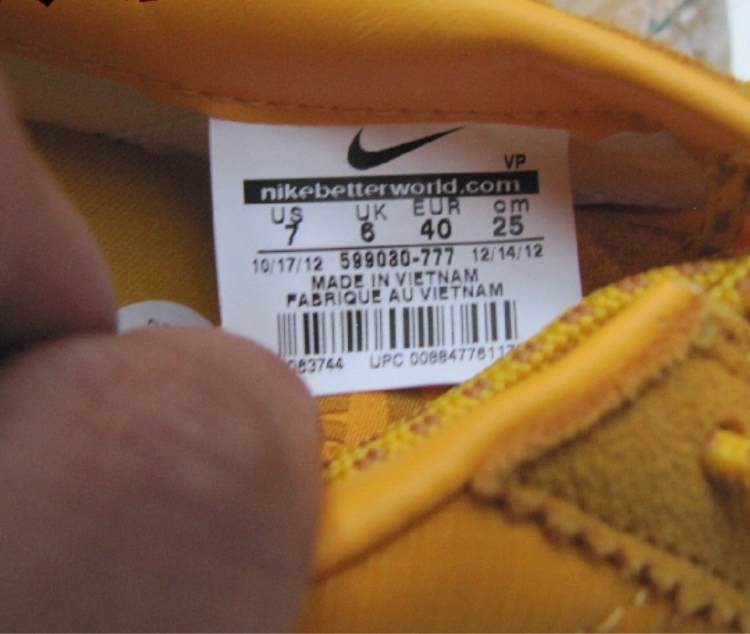 VP
nikebetterworld.com
US UK EUR cm
7 6 40 25
10/17/12 599080-777 12/14/12
MADE IN VIETNAM
FABRIQUE AU VIETNAM
UPC